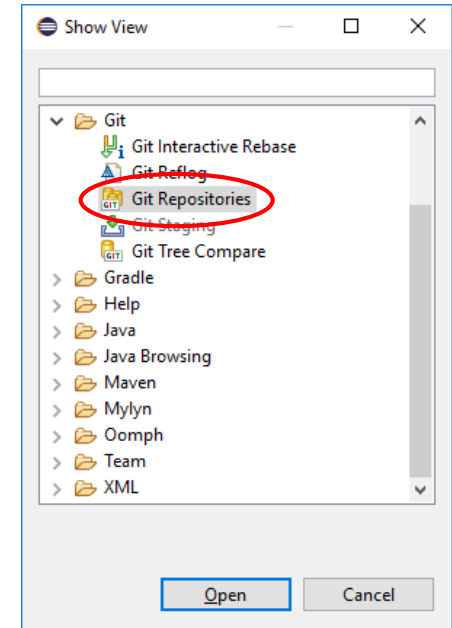 Show View
Git
Git Interactive Rebase
Git Reflog
Git Repositories
Git Staging
Git Tree Compare
Gradle
Help
Java
Java Browsing
Maven
Mylyn
Oomph
Team
XML
Open Cancel